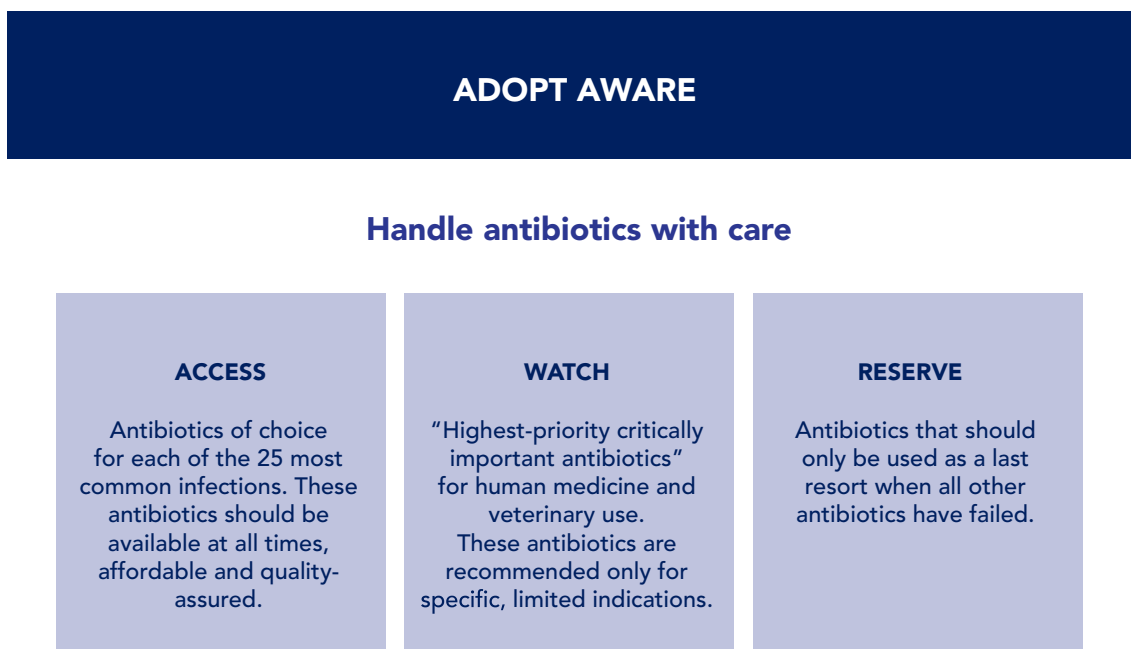 ADOPT AWARE
Handle antibiotics with care
ACCESS
Antibiotics of choice
for each of the 25 most
common infections. These
antibiotics should be
available at all times,
affordable and quality-
assured.
WATCH
“Highest-priority critically
important antibiotics”
for human medicine and
veterinary use.
These antibiotics are
recommended only for
specific, limited indications.
RESERVE
Antibiotics that should
only be used as a last
resort when all other
antibiotics have failed.